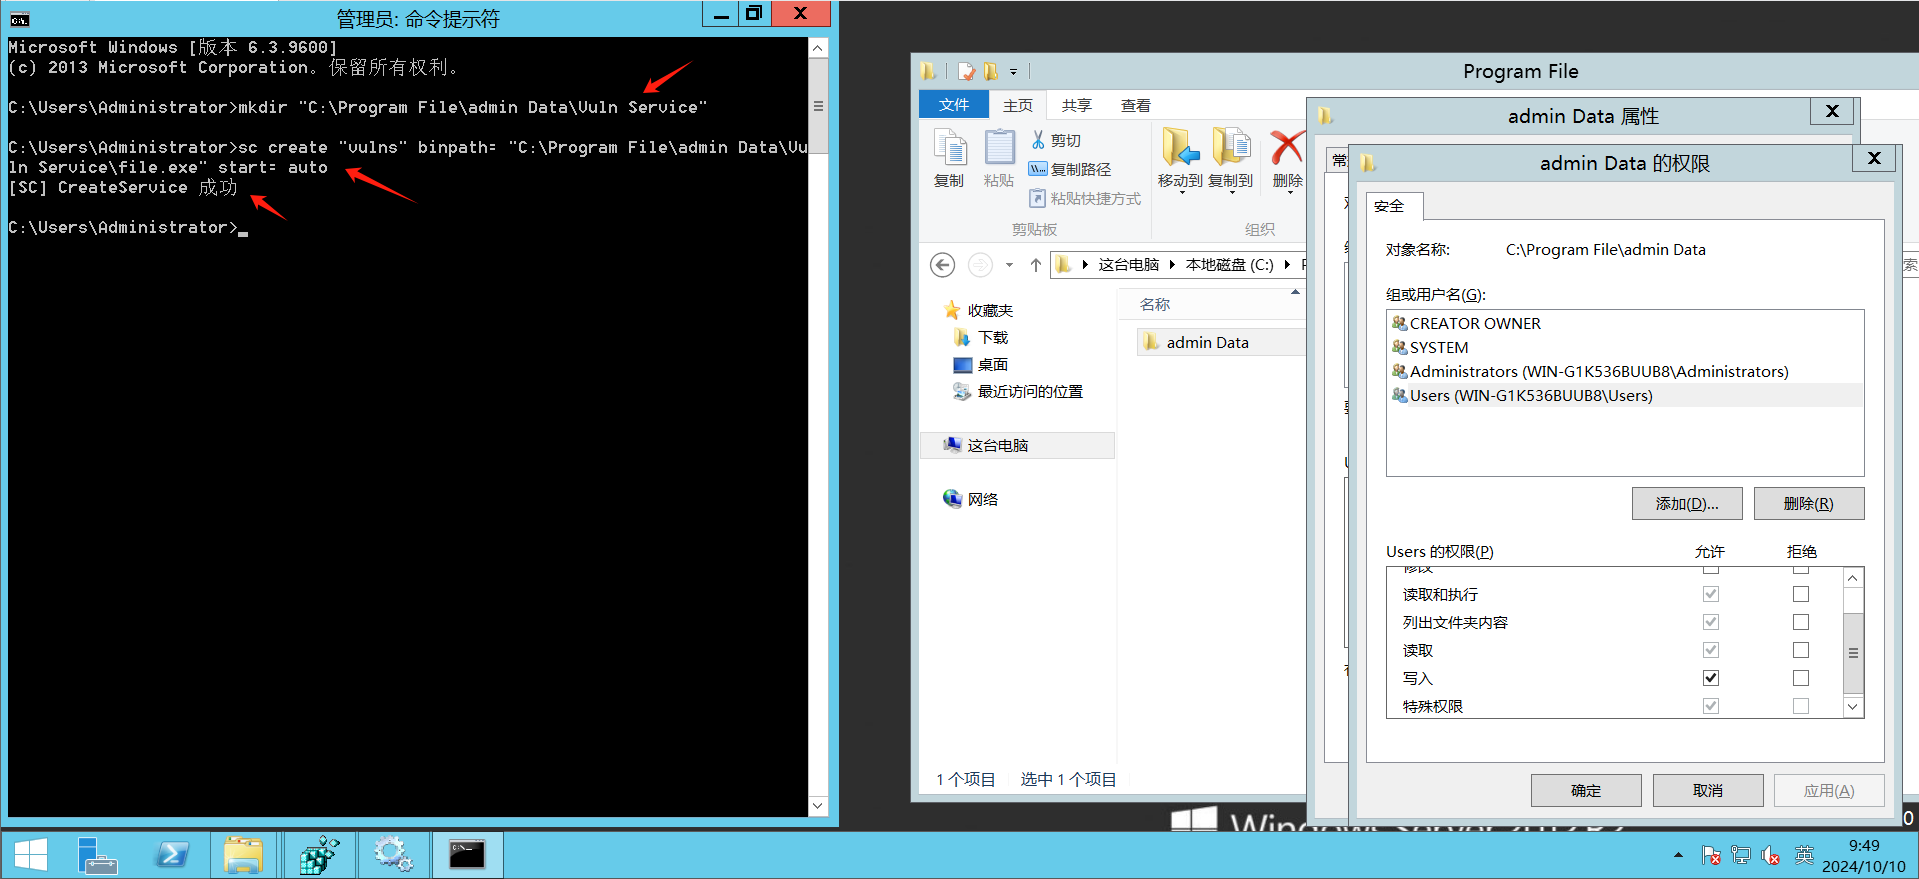 管理员: 命令提示符
Microsoft Windows [版本 6.3.9600]
(c) 2013 Microsoft Corporation。保留所有权利。
C:\Users\Administrator>mkdir "C:\Program File\admin Data\Vuln Service"
C:\Users\Administrator>sc create "vulns" binpath= "C:\Program File\admin Data\Vu
ln Service\file.exe" start= auto
[SC] CreateService 成功
C:\Users\Administrator>
Program File
文件 主页 共享 查看
复制
粘贴
剪切
复制路径
粘贴快捷方式
剪贴板
移动到 复制到 删除
组织
这台电脑 本地磁盘 (C:)
收藏夹
下载
桌面
最近访问的位置
这台电脑
网络
名称
admin Data
1 个项目 选中 1 个项目
admin Data 属性
admin Data 的权限
安全
对象名称: C:\Program File\admin Data
组或用户名(G):
CREATOR OWNER
SYSTEM
Administrators (WIN-G1K536BUUB8\Administrators)
Users (WIN-G1K536BUUB8\Users)
添加(D)... 删除(R)
Users 的权限(P) 允许 拒绝
修改
读取和执行
列出文件夹内容
读取
写入
特殊权限
确定 取消 应用(A)
英
9:49
2024/10/10